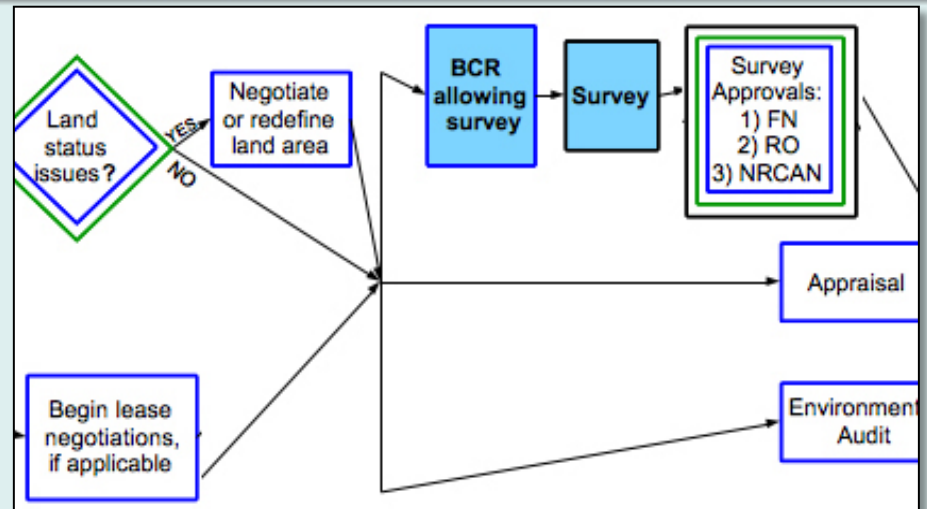 Land
status
issues?
YES
NO
Negotiate
or redefine
land area
BCR
allowing
survey
Survey
Survey
Approvals:
1) FN
2) RO
3) NRCAN
Appraisal
Begin lease
negotiations,
if applicable
Environment
Audit